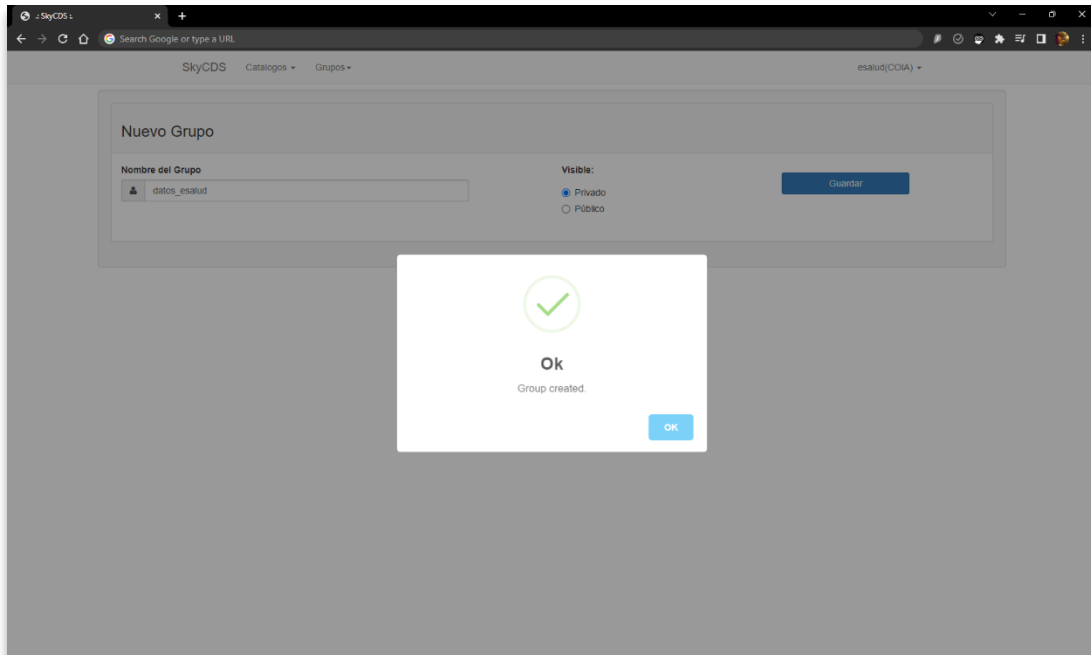 .: SkyCDS :.
Search Google or type a URL
SkyCDS Catalogos Grupos esalud(COIA)
Nuevo Grupo
Nombre del Grupo Visible:
datos_esalud Privado Guardar
Público
Ok
Group created.
OK